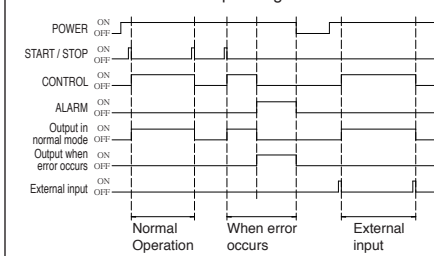 POWER ON
OFF
START / STOP ON
OFF
CONTROL ON
OFF
ALARM ON
OFF
Output in
normal mode ON
OFF
Output when
error occurs ON
OFF
External input ON
OFF
Normal
Operation
When error
occurs
External
input